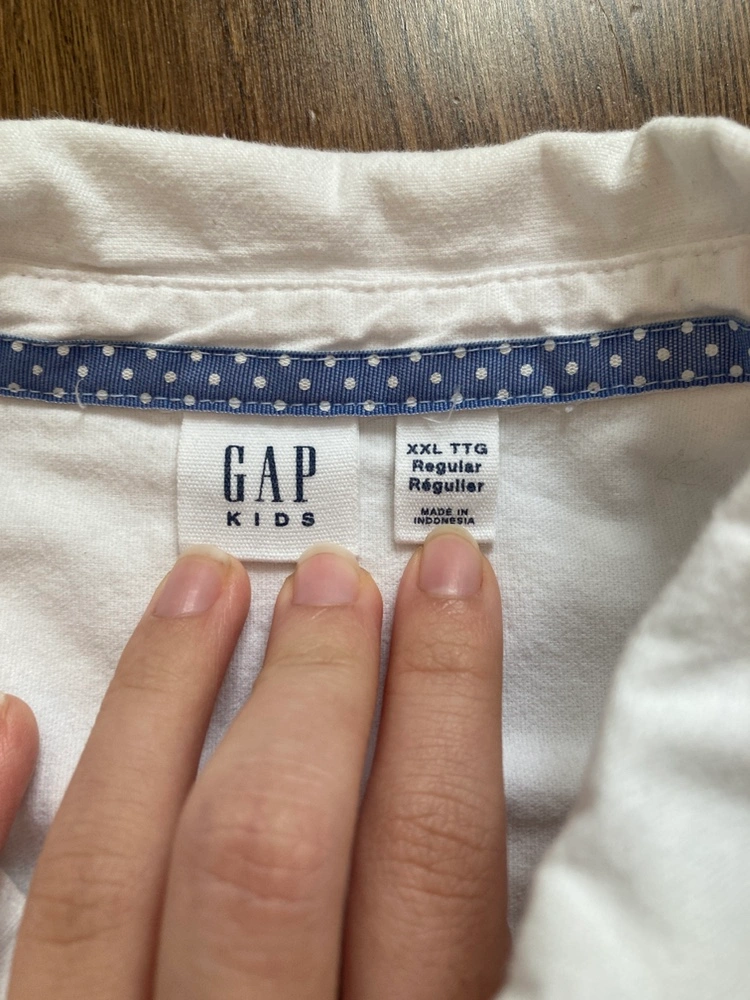 GAP
KIDS
XXL TTG
Regular
Régulier
MADE IN
INDONESIA